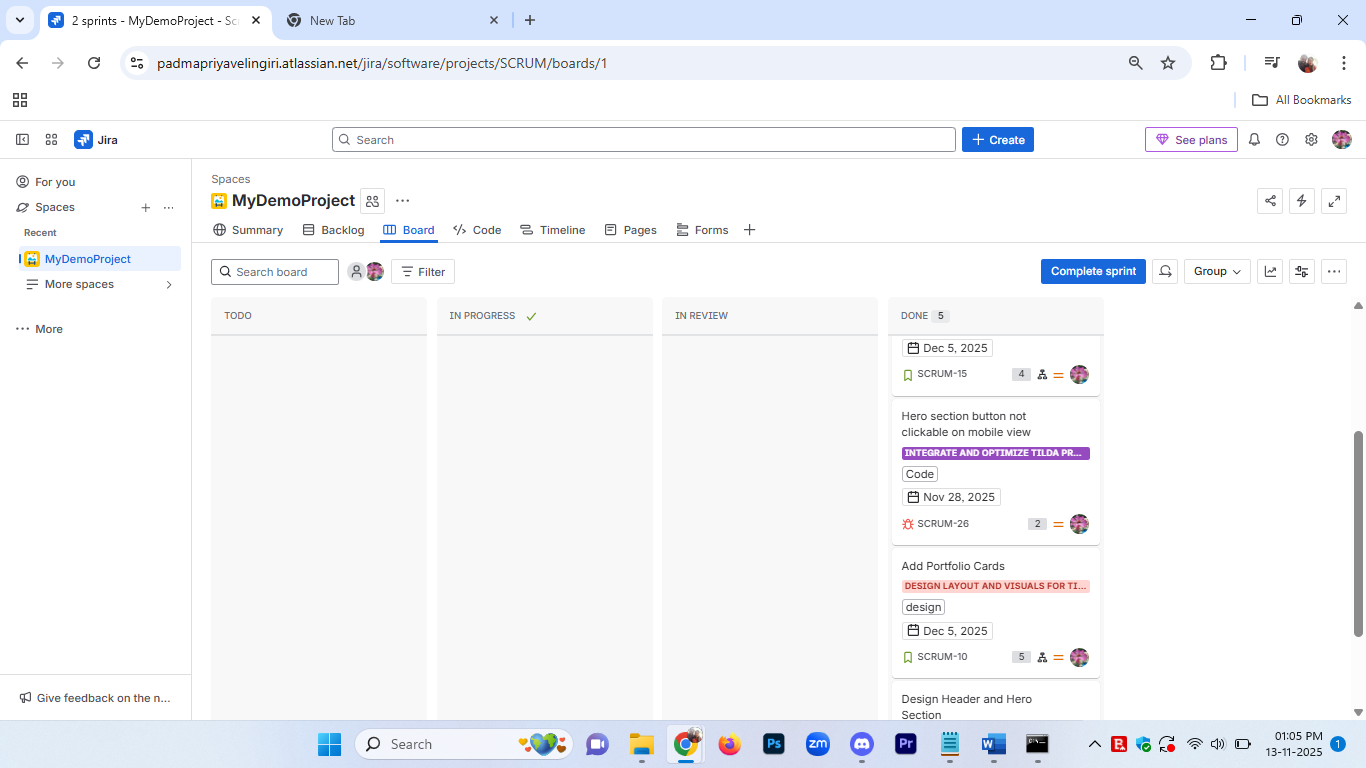 2 sprints - MyDemoProject - Sc
New Tab
padmapriyavelingiri.atlassian.net/jira/software/projects/SCRUM/boards/1
All Bookmarks
Jira
Search
Create
See plans
For you
Spaces
Recent
MyDemoProject
More spaces
More
Give feedback on the n...
Spaces
MyDemoProject
Summary
Backlog
Board
Code
Timeline
Pages
Forms
Search board
Filter
Complete sprint
Group
TODO
IN PROGRESS
IN REVIEW
DONE 5
Dec 5, 2025
SCRUM-15
4
Hero section button not
clickable on mobile view
INTEGRATE AND OPTIMIZE TILDA PR...
Code
Nov 28, 2025
SCRUM-26
2
Add Portfolio Cards
DESIGN LAYOUT AND VISUALS FOR TI...
design
Dec 5, 2025
SCRUM-10
5
Design Header and Hero
Section
Search
Ps
zm
Pr
W
01:05 PM
13-11-2025
1